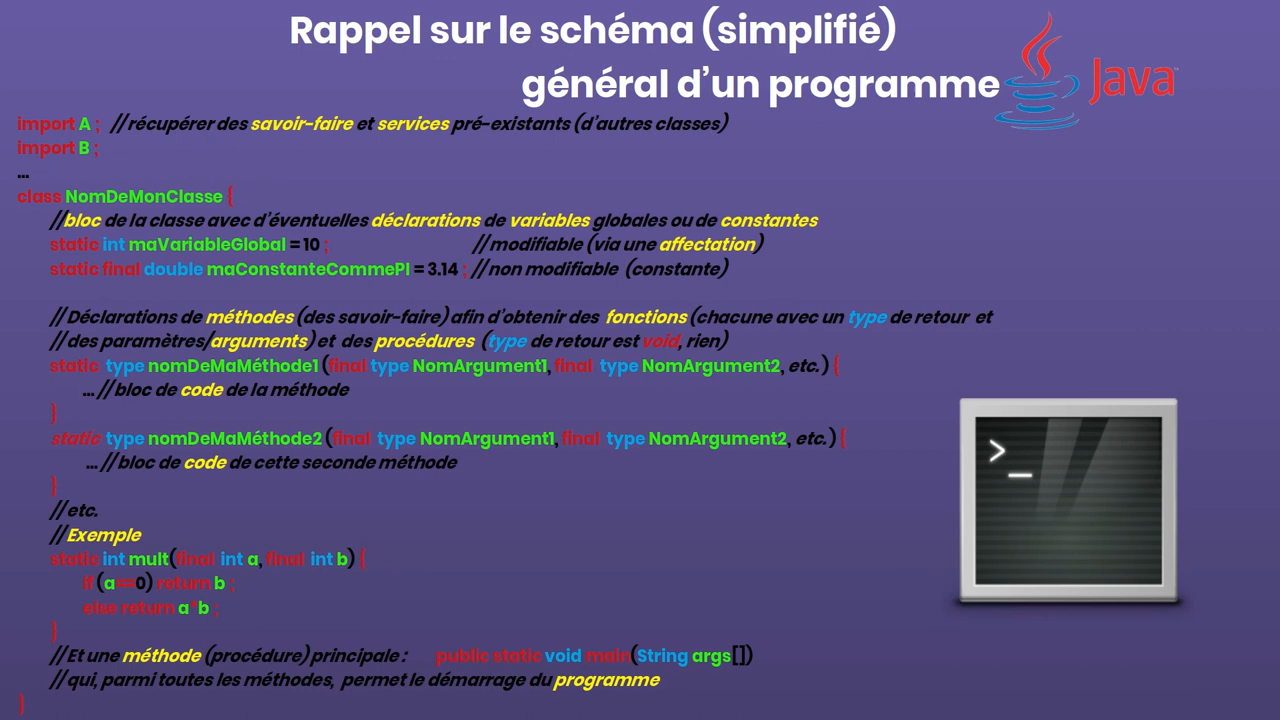 Rappel sur le schéma (simplifié)
général d’un programme
Java™
import A ; //récupérer des savoir-faire et services pré-existants (d’autres classes)
import B ;
...
class NomDeMonClasse {
//bloc de la classe avec d’éventuelles déclarations de variables globales ou de constantes
static int maVariableGlobal = 10 ; //modifiable (via une affectation)
static final double maConstanteCommePI = 3.14 ; //non modifiable (constante)
// Déclarations de méthodes (des savoir-faire) afin d’obtenir des fonctions (chacune avec un type de retour et
// des paramètres/arguments) et des procédures (type de retour est void, rien)
static type nomDeMaMéthode1 (final type NomArgument1, final type NomArgument2, etc. ) {
... //bloc de code de la méthode
}
static type nomDeMaMéthode2 (final type NomArgument1, final type NomArgument2, etc. ) {
... //bloc de code de cette seconde méthode
}
// etc.
// Exemple
static int mult(final int a, final int b) {
if (a==0) return b ;
else return a*b ;
}
// Et une méthode (procédure) principale : public static void main(String args[])
// qui, parmi toutes les méthodes, permet le démarrage du programme
}
>_